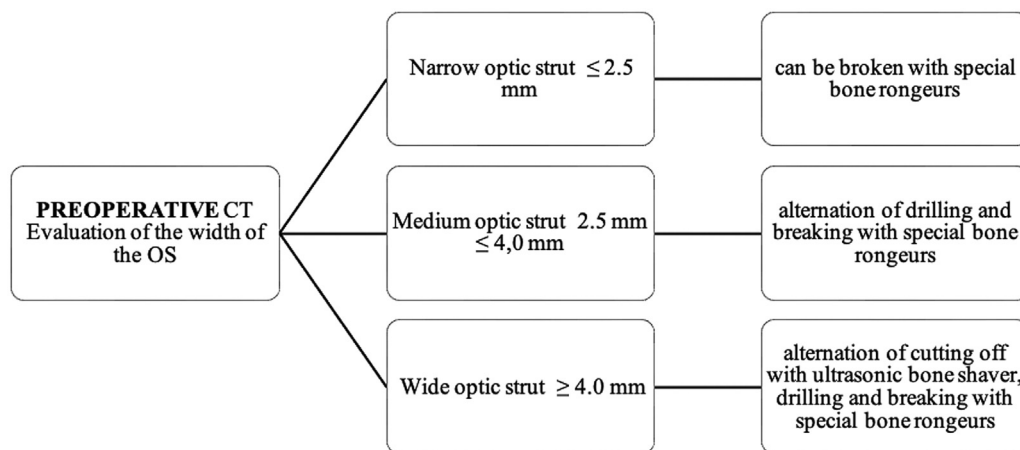 PREOPERATIVE CT
Evaluation of the width of
the OS
Narrow optic strut ≤ 2.5
mm
can be broken with special
bone rongeurs
Medium optic strut 2.5 mm
≤ 4,0 mm
alternation of drilling and
breaking with special bone
rongeurs
Wide optic strut ≥ 4.0 mm
alternation of cutting off
with ultrasonic bone shaver,
drilling and breaking with
special bone rongeurs